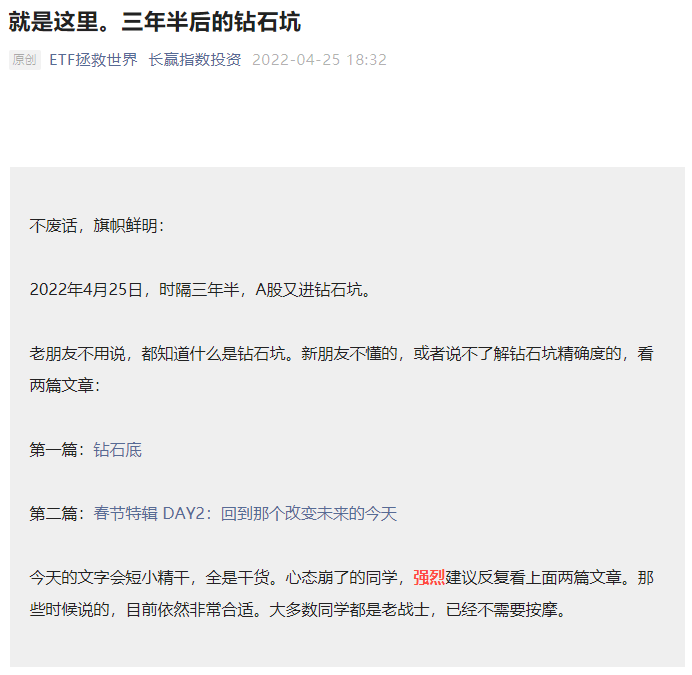 就是这里。三年半后的钻石坑
原创 ETF拯救世界 长赢指数投资 2022-04-25 18:32
不废话，旗帜鲜明：
2022年4月25日，时隔三年半，A股又进钻石坑。
老朋友不用说，都知道什么是钻石坑。新朋友不懂的，或者说不了解钻石坑精确度的，看
两篇文章：
第一篇：钻石底
第二篇：春节特辑 DAY2：回到那个改变未来的今天
今天的文字会短小精干，全是干货。心态崩了的同学，强烈建议反复看上面两篇文章。那
些时候说的，目前依然非常合适。大多数同学都是老战士，已经不需要按摩。